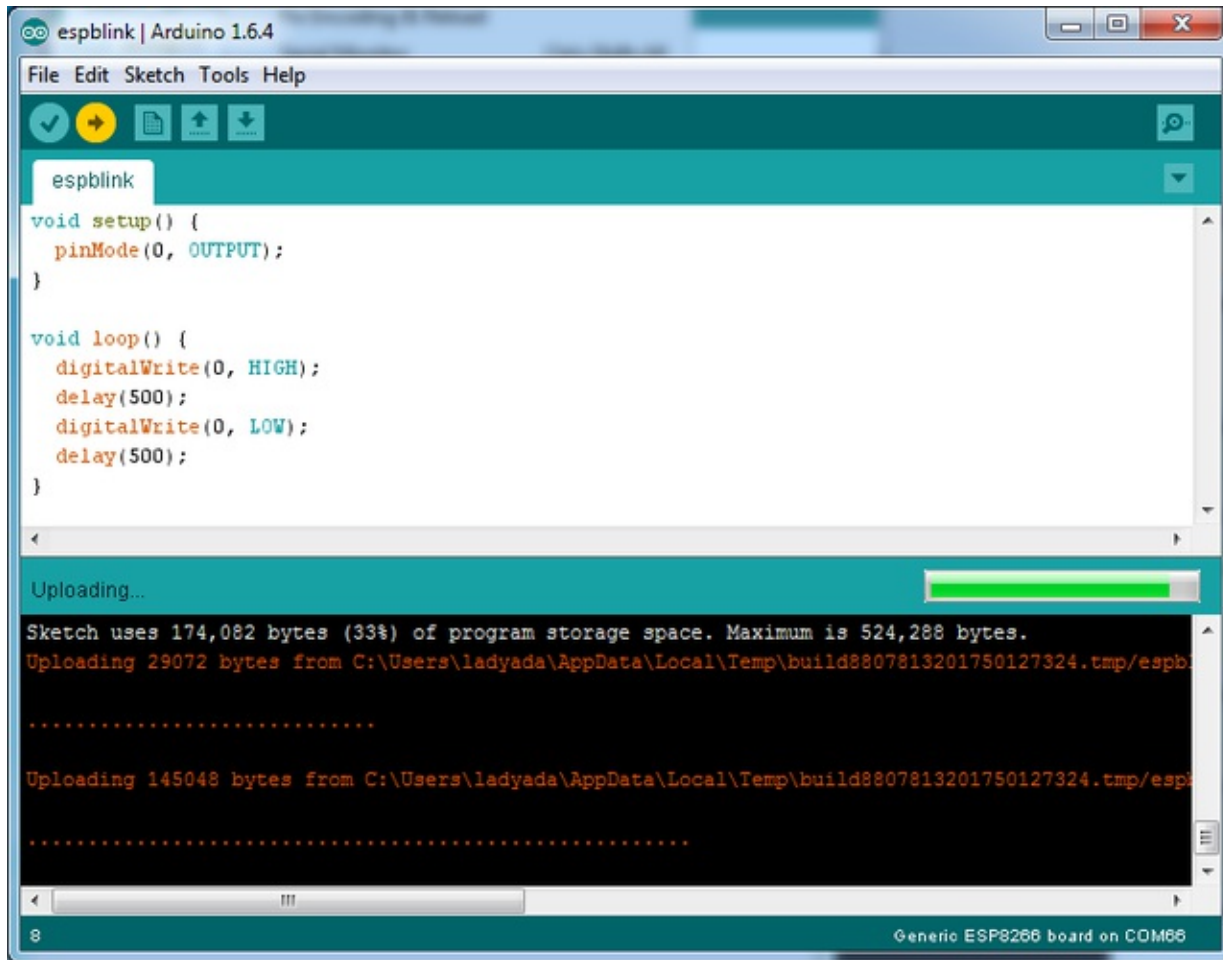 espblink | Arduino 1.6.4
File Edit Sketch Tools Help
espblink
void setup() {
  pinMode(0, OUTPUT);
}
void loop() {
  digitalWrite(0, HIGH);
  delay(500);
  digitalWrite(0, LOW);
  delay(500);
}
Uploading...
Sketch uses 174,082 bytes (33%) of program storage space. Maximum is 524,288 bytes.
Uploading 29072 bytes from C:\Users\ladyada\AppData\Local\Temp\build8807813201750127324.tmp/espb
.............................
Uploading 145048 bytes from C:\Users\ladyada\AppData\Local\Temp\build8807813201750127324.tmp/esp
.......................................................
8 Generic ESP8266 board on COM66